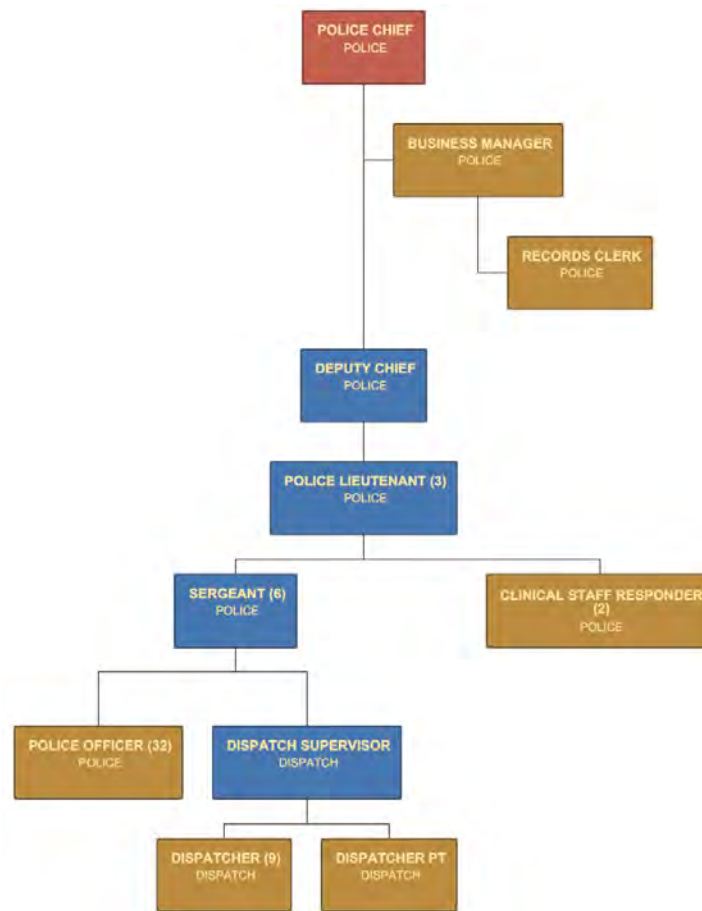 POLICE CHIEF
POLICE
BUSINESS MANAGER
POLICE
RECORDS CLERK
POLICE
DEPUTY CHIEF
POLICE
POLICE LIEUTENANT (3)
POLICE
SERGEANT (6)
POLICE
CLINICAL STAFF RESPONDER
(2)
POLICE
POLICE OFFICER (32)
POLICE
DISPATCH SUPERVISOR
DISPATCH
DISPATCHER (9)
DISPATCH
DISPATCHER PT
DISPATCH